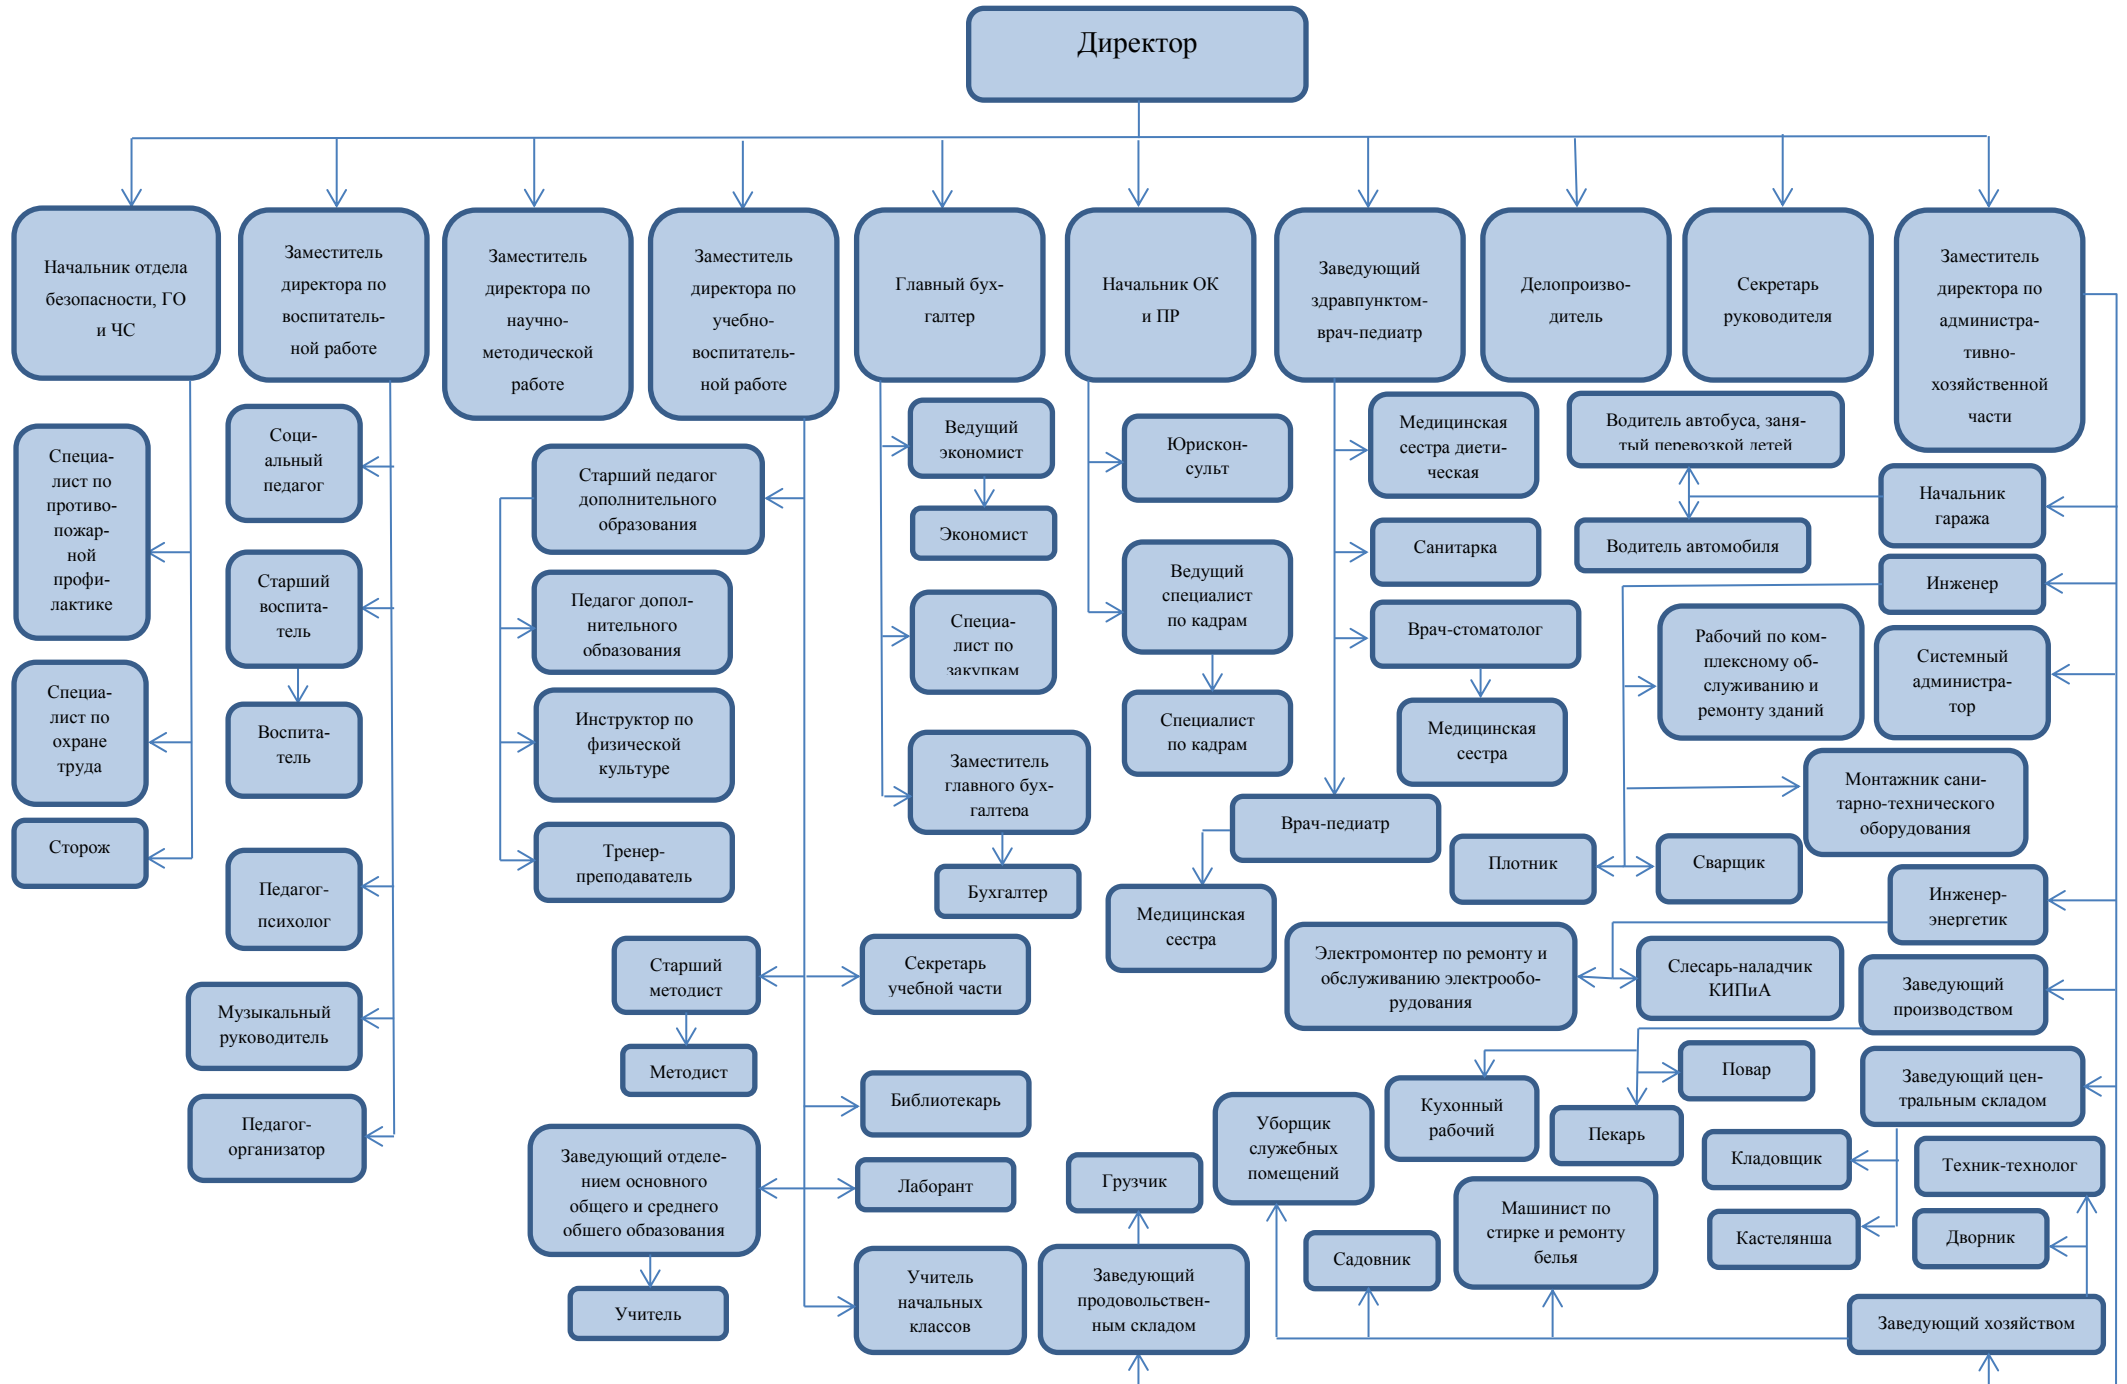 Директор
Начальник отдела
безопасности, ГО
и ЧС
Заместитель
директора по
воспитатель-
ной работе
Заместитель
директора по
научно-
методической
работе
Заместитель
директора по
учебно-
воспитатель-
ной работе
Главный бух-
галтер
Начальник ОК
и ПР
Заведующий
здравпунктом-
врач-педиатр
Делопроизво-
дитель
Секретарь
руководителя
Заместитель
директора по
администра-
тивно-
хозяйственной
части
Специа-
лист по
противо-
пожар-
ной
профи-
лактике
Специа-
лист по
охране
труда
Сторож
Соци-
альный
педагог
Старший
воспита-
тель
Воспита-
тель
Педагог-
психолог
Музыкальный
руководитель
Педагог-
организатор
Старший педагог
дополнительного
образования
Педагог допол-
нительного
образования
Инструктор по
физической
культуре
Тренер-
преподаватель
Старший
методист
Методист
Заведующий отделе-
нием основного
общего и среднего
общего образования
Учитель
Секретарь
учебной части
Библиотекарь
Лаборант
Учитель
начальных
классов
Ведущий
экономист
Экономист
Специа-
лист по
закупкам
Заместитель
главного бух-
галтера
Бухгалтер
Юрискон-
сульт
Ведущий
специалист
по кадрам
Специалист
по кадрам
Медицинская
сестра диети-
ческая
Санитарка
Врач-стоматолог
Медицинская
сестра
Врач-педиатр
Медицинская
сестра
Водитель автобуса, заня-
тый перевозкой детей
Водитель автомобиля
Начальник
гаража
Инженер
Рабочий по ком-
плексному об-
служиванию и
ремонту зданий
Системный
администра-
тор
Монтажник сани-
тарно-технического
оборудования
Плотник
Сварщик
Инженер-
энергетик
Электромонтер по ремонту и
обслуживанию электрообо-
рудования
Слесарь-наладчик
КИПиА
Заведующий
производством
Повар
Кухонный
рабочий
Пекарь
Заведующий цен-
тральным складом
Кладовщик
Кастелянша
Техник-технолог
Дворник
Уборщик
служебных
помещений
Садовник
Машинист по
стирке и ремонту
белья
Грузчик
Заведующий
продовольствен-
ным складом
Заведующий хозяйством